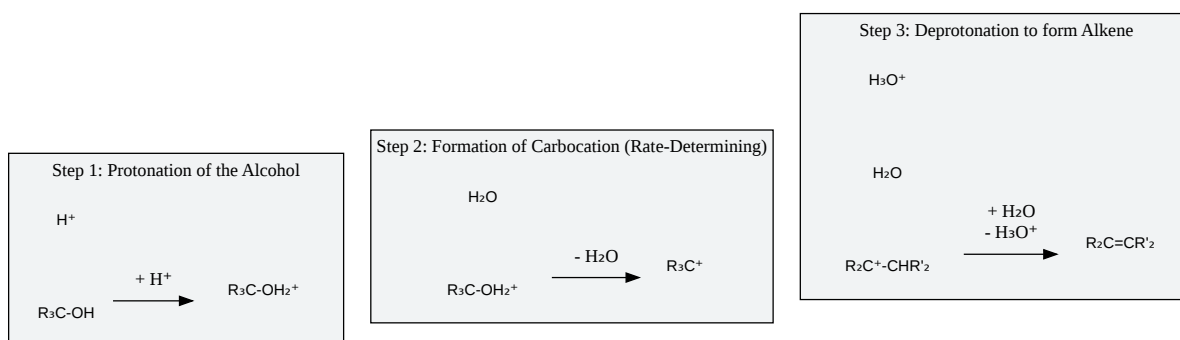 Step 1: Protonation of the Alcohol
H⁺
+ H⁺
R₃C-OH
R₃C-OH₂⁺
Step 2: Formation of Carbocation (Rate-Determining)
H₂O
- H₂O
R₃C-OH₂⁺
R₃C⁺
Step 3: Deprotonation to form Alkene
H₃O⁺
H₂O
+ H₂O
- H₃O⁺
R₂C⁺-CHR'₂
R₂C=CR'₂